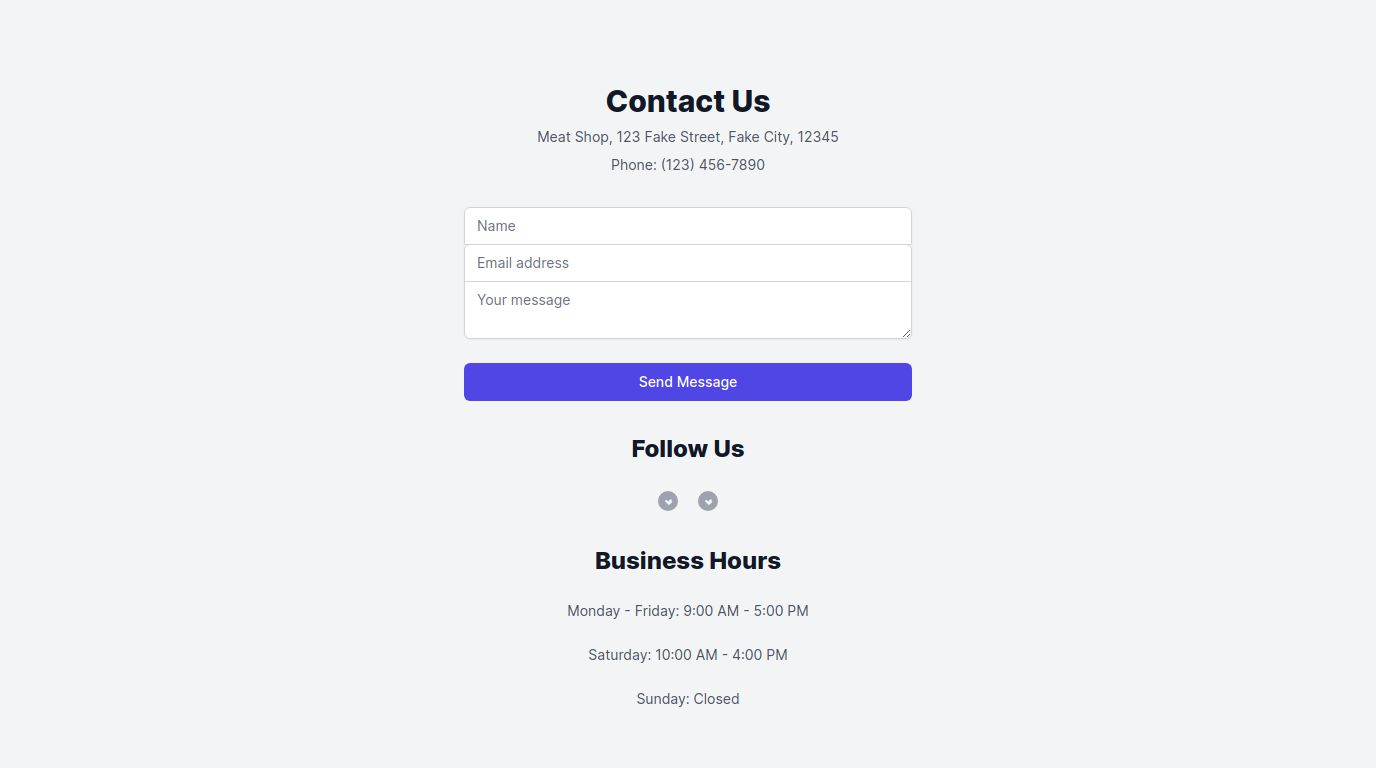 Contact Us
Meat Shop, 123 Fake Street, Fake City, 12345
Phone: (123) 456-7890
Name
Email address
Your message
Send Message
Follow Us
Business Hours
Monday - Friday: 9:00 AM - 5:00 PM
Saturday: 10:00 AM - 4:00 PM
Sunday: Closed